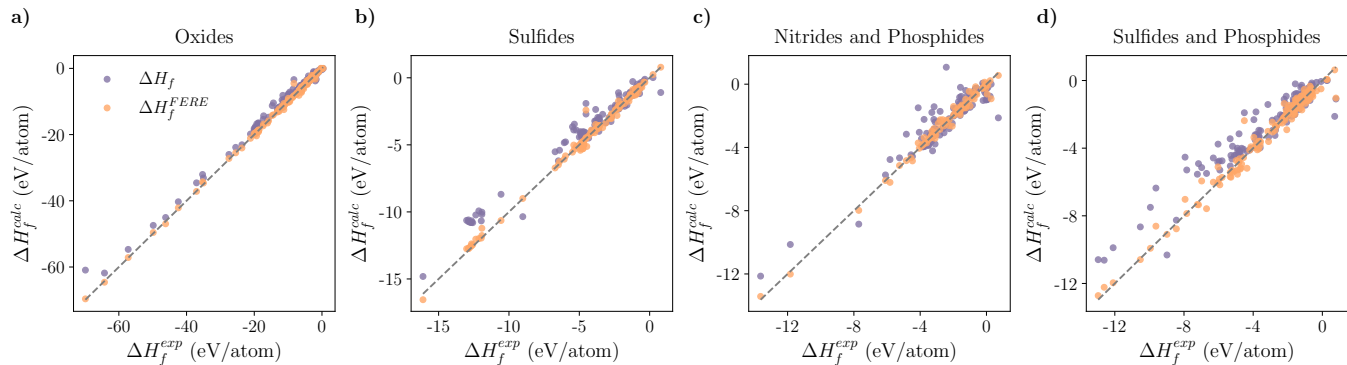 a)
Oxides
ΔH_f
ΔH_f^{FERE}
0
-20
-40
-60
ΔH_f^{calc} (eV/atom)
-60
-40
-20
0
ΔH_f^{exp} (eV/atom)
b)
Sulfides
0
-5
-10
-15
ΔH_f^{calc} (eV/atom)
-15
-10
-5
0
ΔH_f^{exp} (eV/atom)
c)
Nitrides and Phosphides
0
-4
-8
-12
ΔH_f^{calc} (eV/atom)
-12
-8
-4
0
ΔH_f^{exp} (eV/atom)
d)
Sulfides and Phosphides
0
-4
-8
-12
ΔH_f^{calc} (eV/atom)
-12
-8
-4
0
ΔH_f^{exp} (eV/atom)